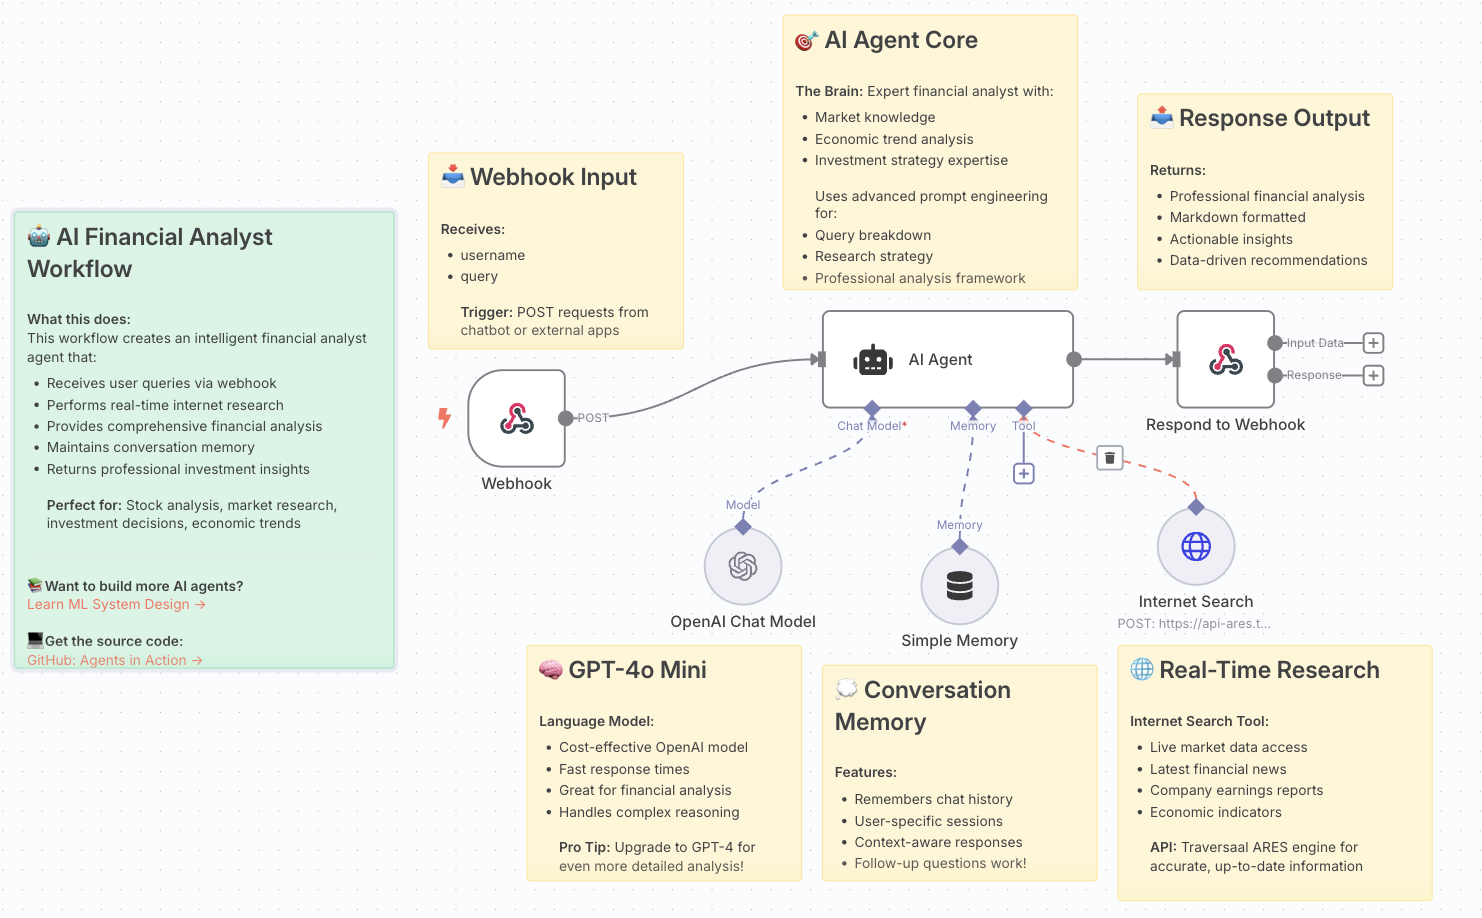 🤖 AI Financial Analyst
Workflow
What this does:
This workflow creates an intelligent financial analyst
agent that:
• Receives user queries via webhook
• Performs real-time internet research
• Provides comprehensive financial analysis
• Maintains conversation memory
• Returns professional investment insights
Perfect for: Stock analysis, market research,
investment decisions, economic trends
📚Want to build more AI agents?
Learn ML System Design →
💻Get the source code:
GitHub: Agents in Action →
📥 Webhook Input
Receives:
• username
• query
Trigger: POST requests from
chatbot or external apps
🎯 AI Agent Core
The Brain: Expert financial analyst with:
• Market knowledge
• Economic trend analysis
• Investment strategy expertise
Uses advanced prompt engineering
for:
• Query breakdown
• Research strategy
• Professional analysis framework
📤 Response Output
Returns:
• Professional financial analysis
• Markdown formatted
• Actionable insights
• Data-driven recommendations
POST
Webhook
AI Agent
Chat Model*
Memory
Tool
Input Data
Response
Respond to Webhook
Model
OpenAI Chat Model
Memory
Simple Memory
Internet Search
POST: https://api-ares.t...
🧠 GPT-4o Mini
Language Model:
• Cost-effective OpenAI model
• Fast response times
• Great for financial analysis
• Handles complex reasoning
Pro Tip: Upgrade to GPT-4 for
even more detailed analysis!
💭 Conversation
Memory
Features:
• Remembers chat history
• User-specific sessions
• Context-aware responses
• Follow-up questions work!
🌐 Real-Time Research
Internet Search Tool:
• Live market data access
• Latest financial news
• Company earnings reports
• Economic indicators
API: Traversaal ARES engine for
accurate, up-to-date information